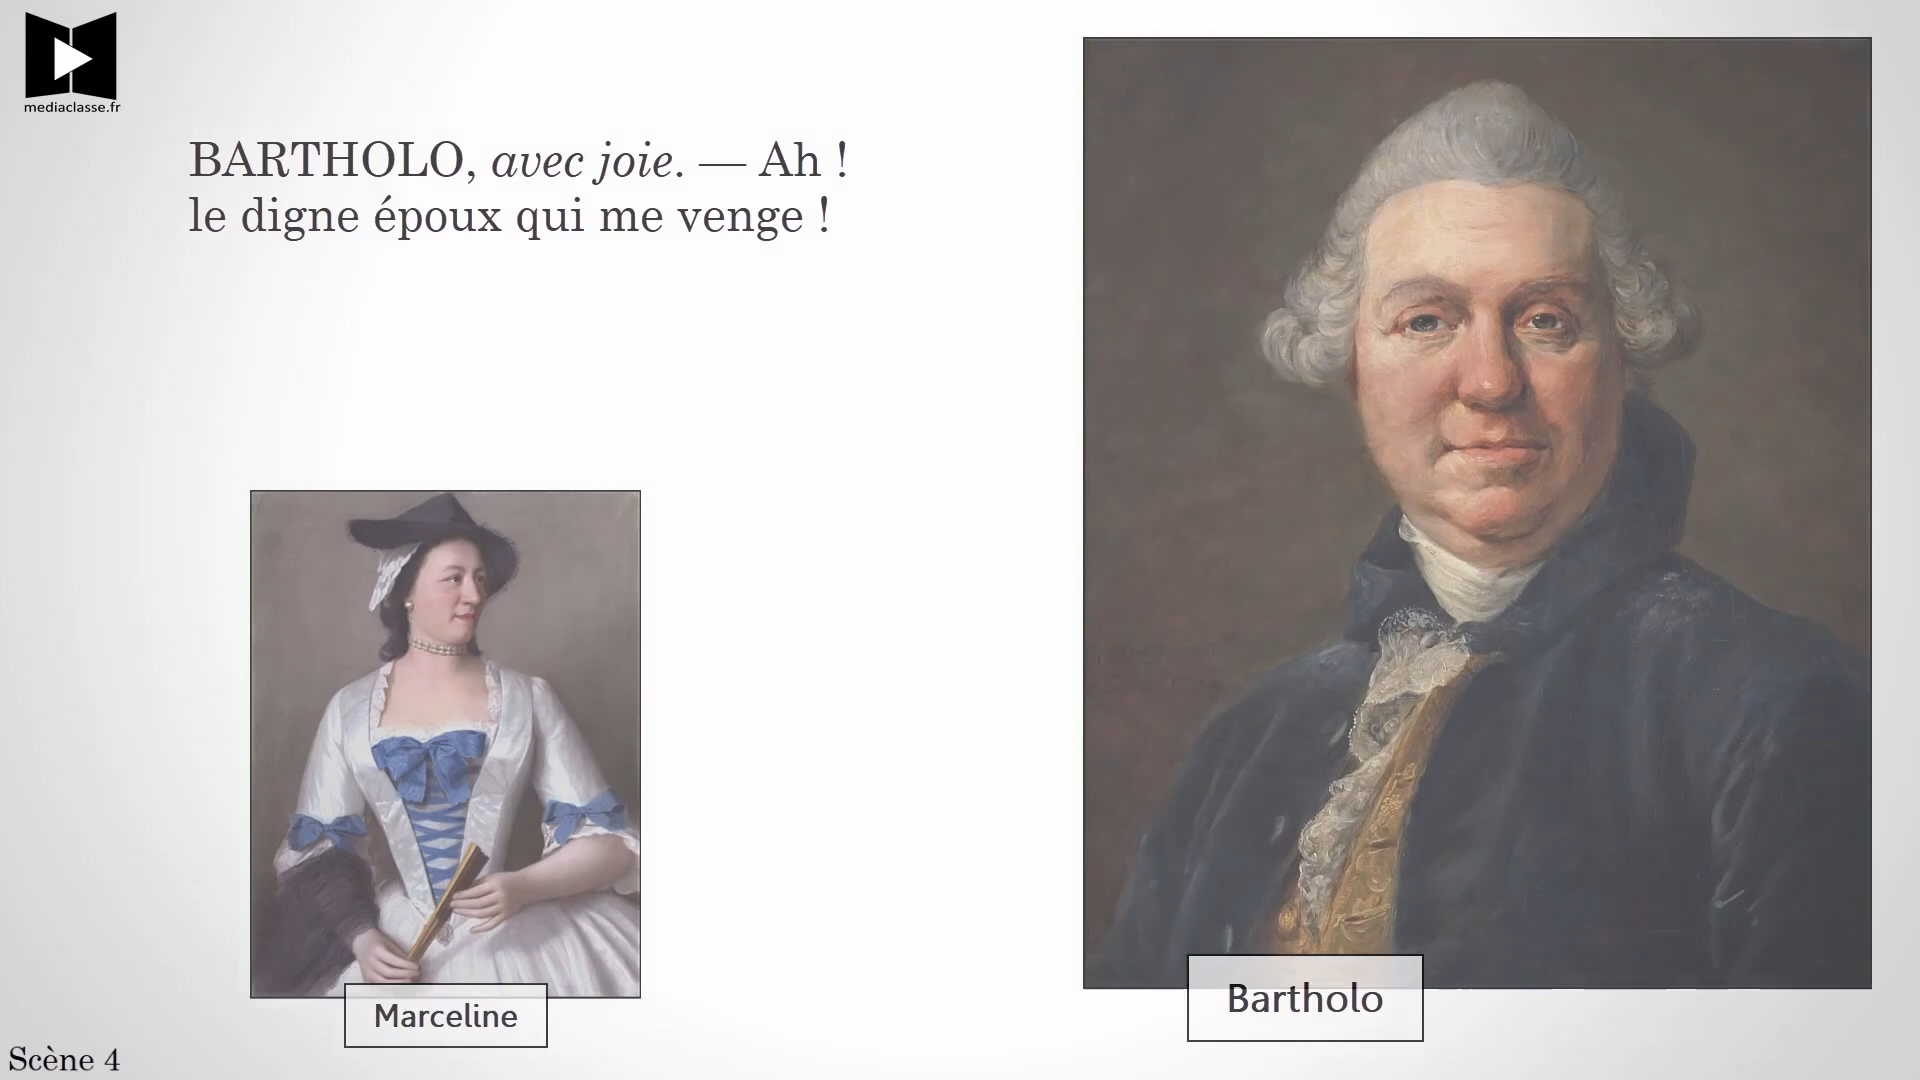 mediaclasse.fr
BARTHOLO, avec joie. — Ah !
le digne époux qui me venge !
Marceline
Bartholo
Scène 4